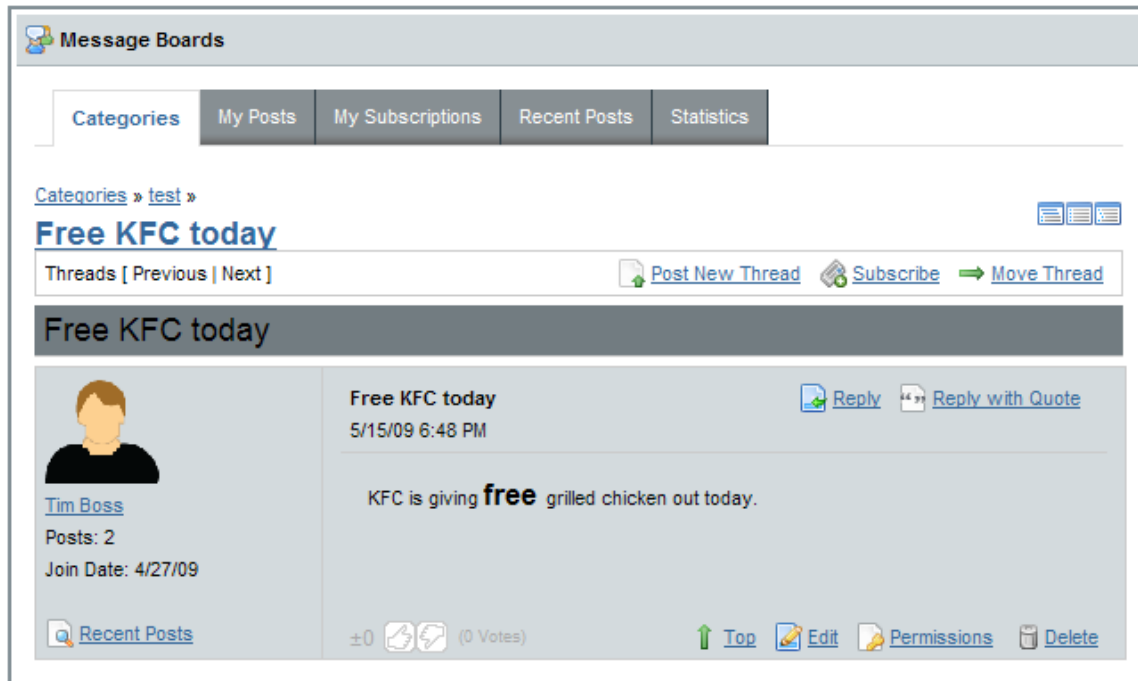 Message Boards
Categories My Posts My Subscriptions Recent Posts Statistics
Categories » test »
Free KFC today
Threads [ Previous | Next ] Post New Thread Subscribe Move Thread
Free KFC today
Free KFC today Reply Reply with Quote
5/15/09 6:48 PM
KFC is giving free grilled chicken out today.
Tim Boss
Posts: 2
Join Date: 4/27/09
Recent Posts ±0 (0 Votes) Top Edit Permissions Delete